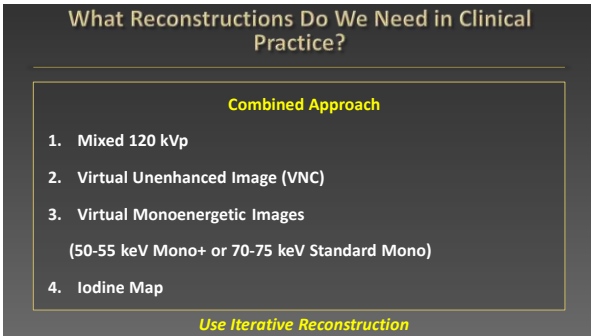 What Reconstructions Do We Need in Clinical
Practice?
Combined Approach
1. Mixed 120 kVp
2. Virtual Unenhanced Image (VNC)
3. Virtual Monoenergetic Images
(50-55 keV Mono+ or 70-75 keV Standard Mono)
4. Iodine Map
Use Iterative Reconstruction